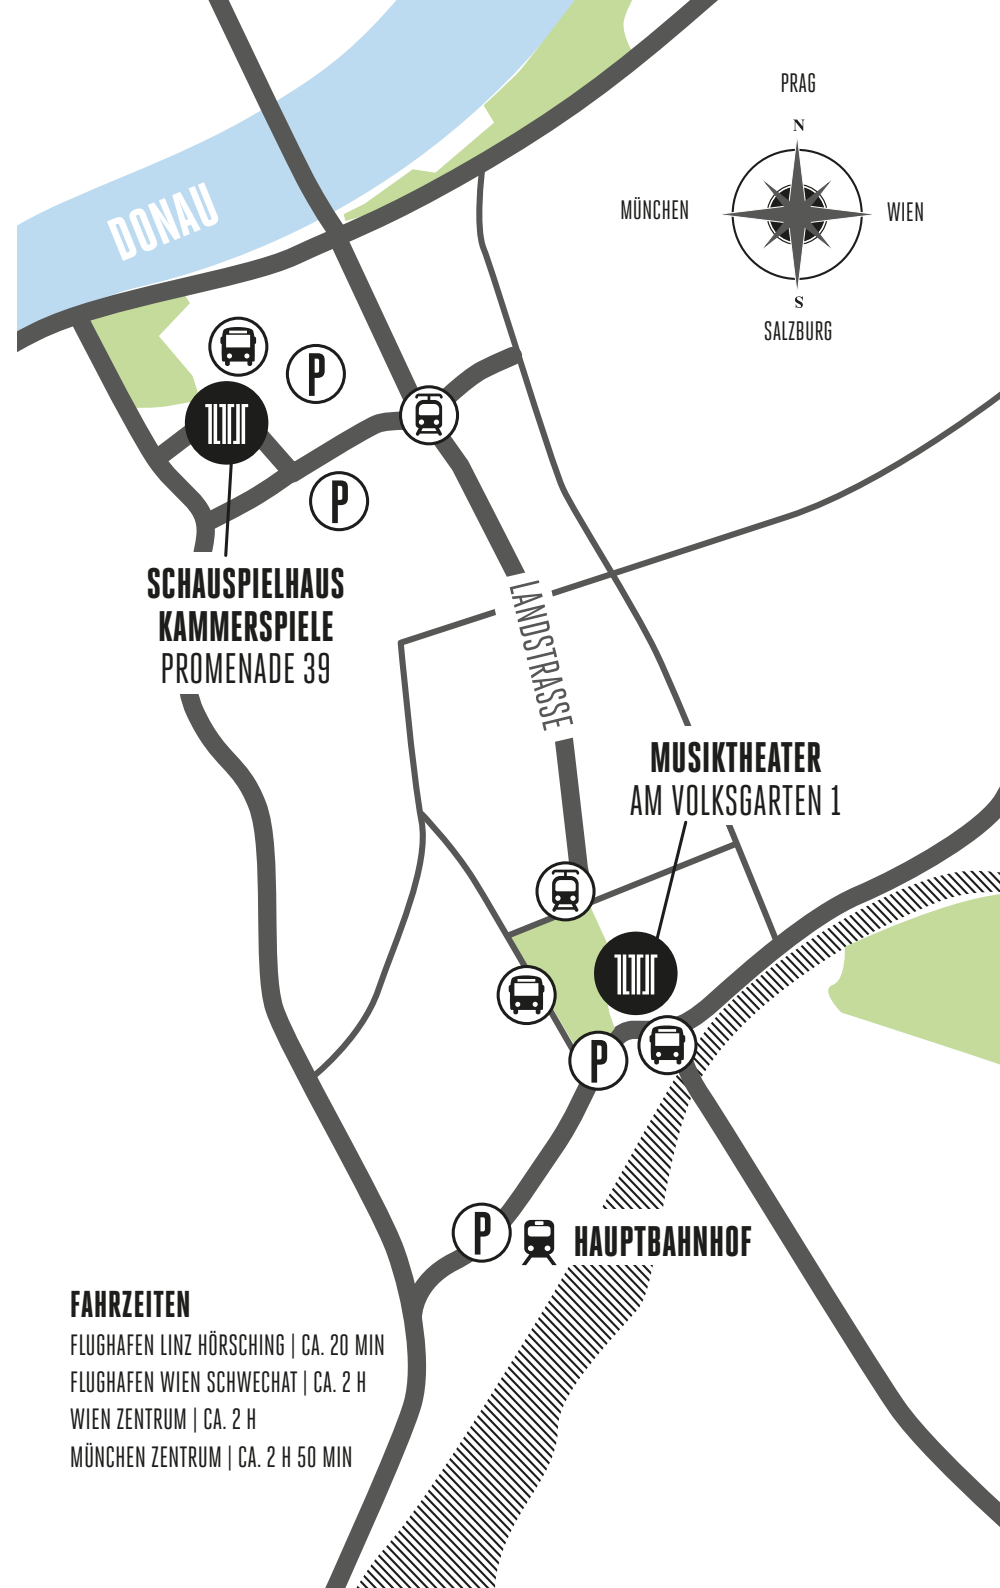 PRAG
N
MÜNCHEN
WIEN
S
SALZBURG
DONAU
P
P
SCHAUSPIELHAUS
KAMMERSPIELE
PROMENADE 39
LANDSTRASSE
MUSIKTHEATER
AM VOLKSGARTEN 1
P
P
HAUPTBAHNHOF
FAHRZEITEN
FLUGHAFEN LINZ HÖRSCHING | CA. 20 MIN
FLUGHAFEN WIEN SCHWECHAT | CA. 2 H
WIEN ZENTRUM | CA. 2 H
MÜNCHEN ZENTRUM | CA. 2 H 50 MIN